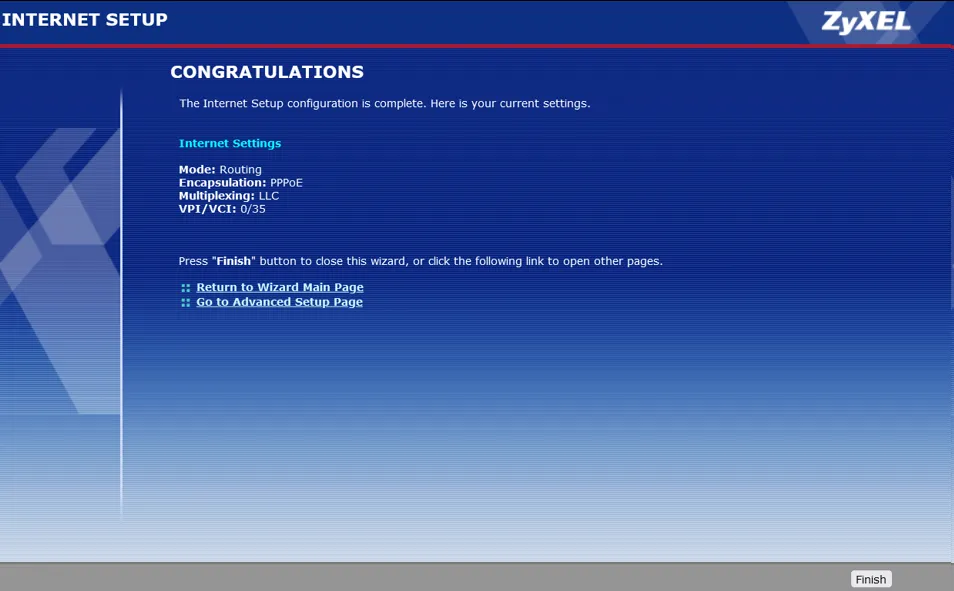 INTERNET SETUP
ZyXEL
CONGRATULATIONS
The Internet Setup configuration is complete. Here is your current settings.
Internet Settings
Mode: Routing
Encapsulation: PPPoE
Multiplexing: LLC
VPI/VCI: 0/35
Press "Finish" button to close this wizard, or click the following link to open other pages.
Return to Wizard Main Page
Go to Advanced Setup Page
Finish